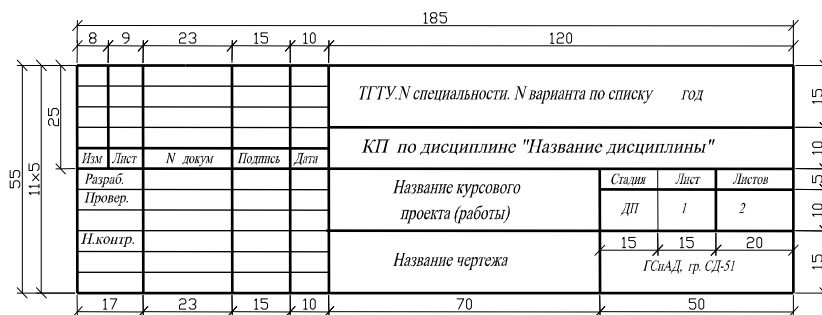 185
8 9 23 15 10 120
ТГТУ.N специальности. N варианта по списку год
15
25
КП по дисциплине "Название дисциплины"
10
Изм Лист N докум Подпись Дата
55
11×5
Разраб.
Название курсового
Стадия Лист Листов
5
Провер.
проекта (работы)
ДП 1 2
10
Н.контр.
15 15 20
Название чертежа
ГСиАД, гр. СД-51
15
17 23 15 10 70 50